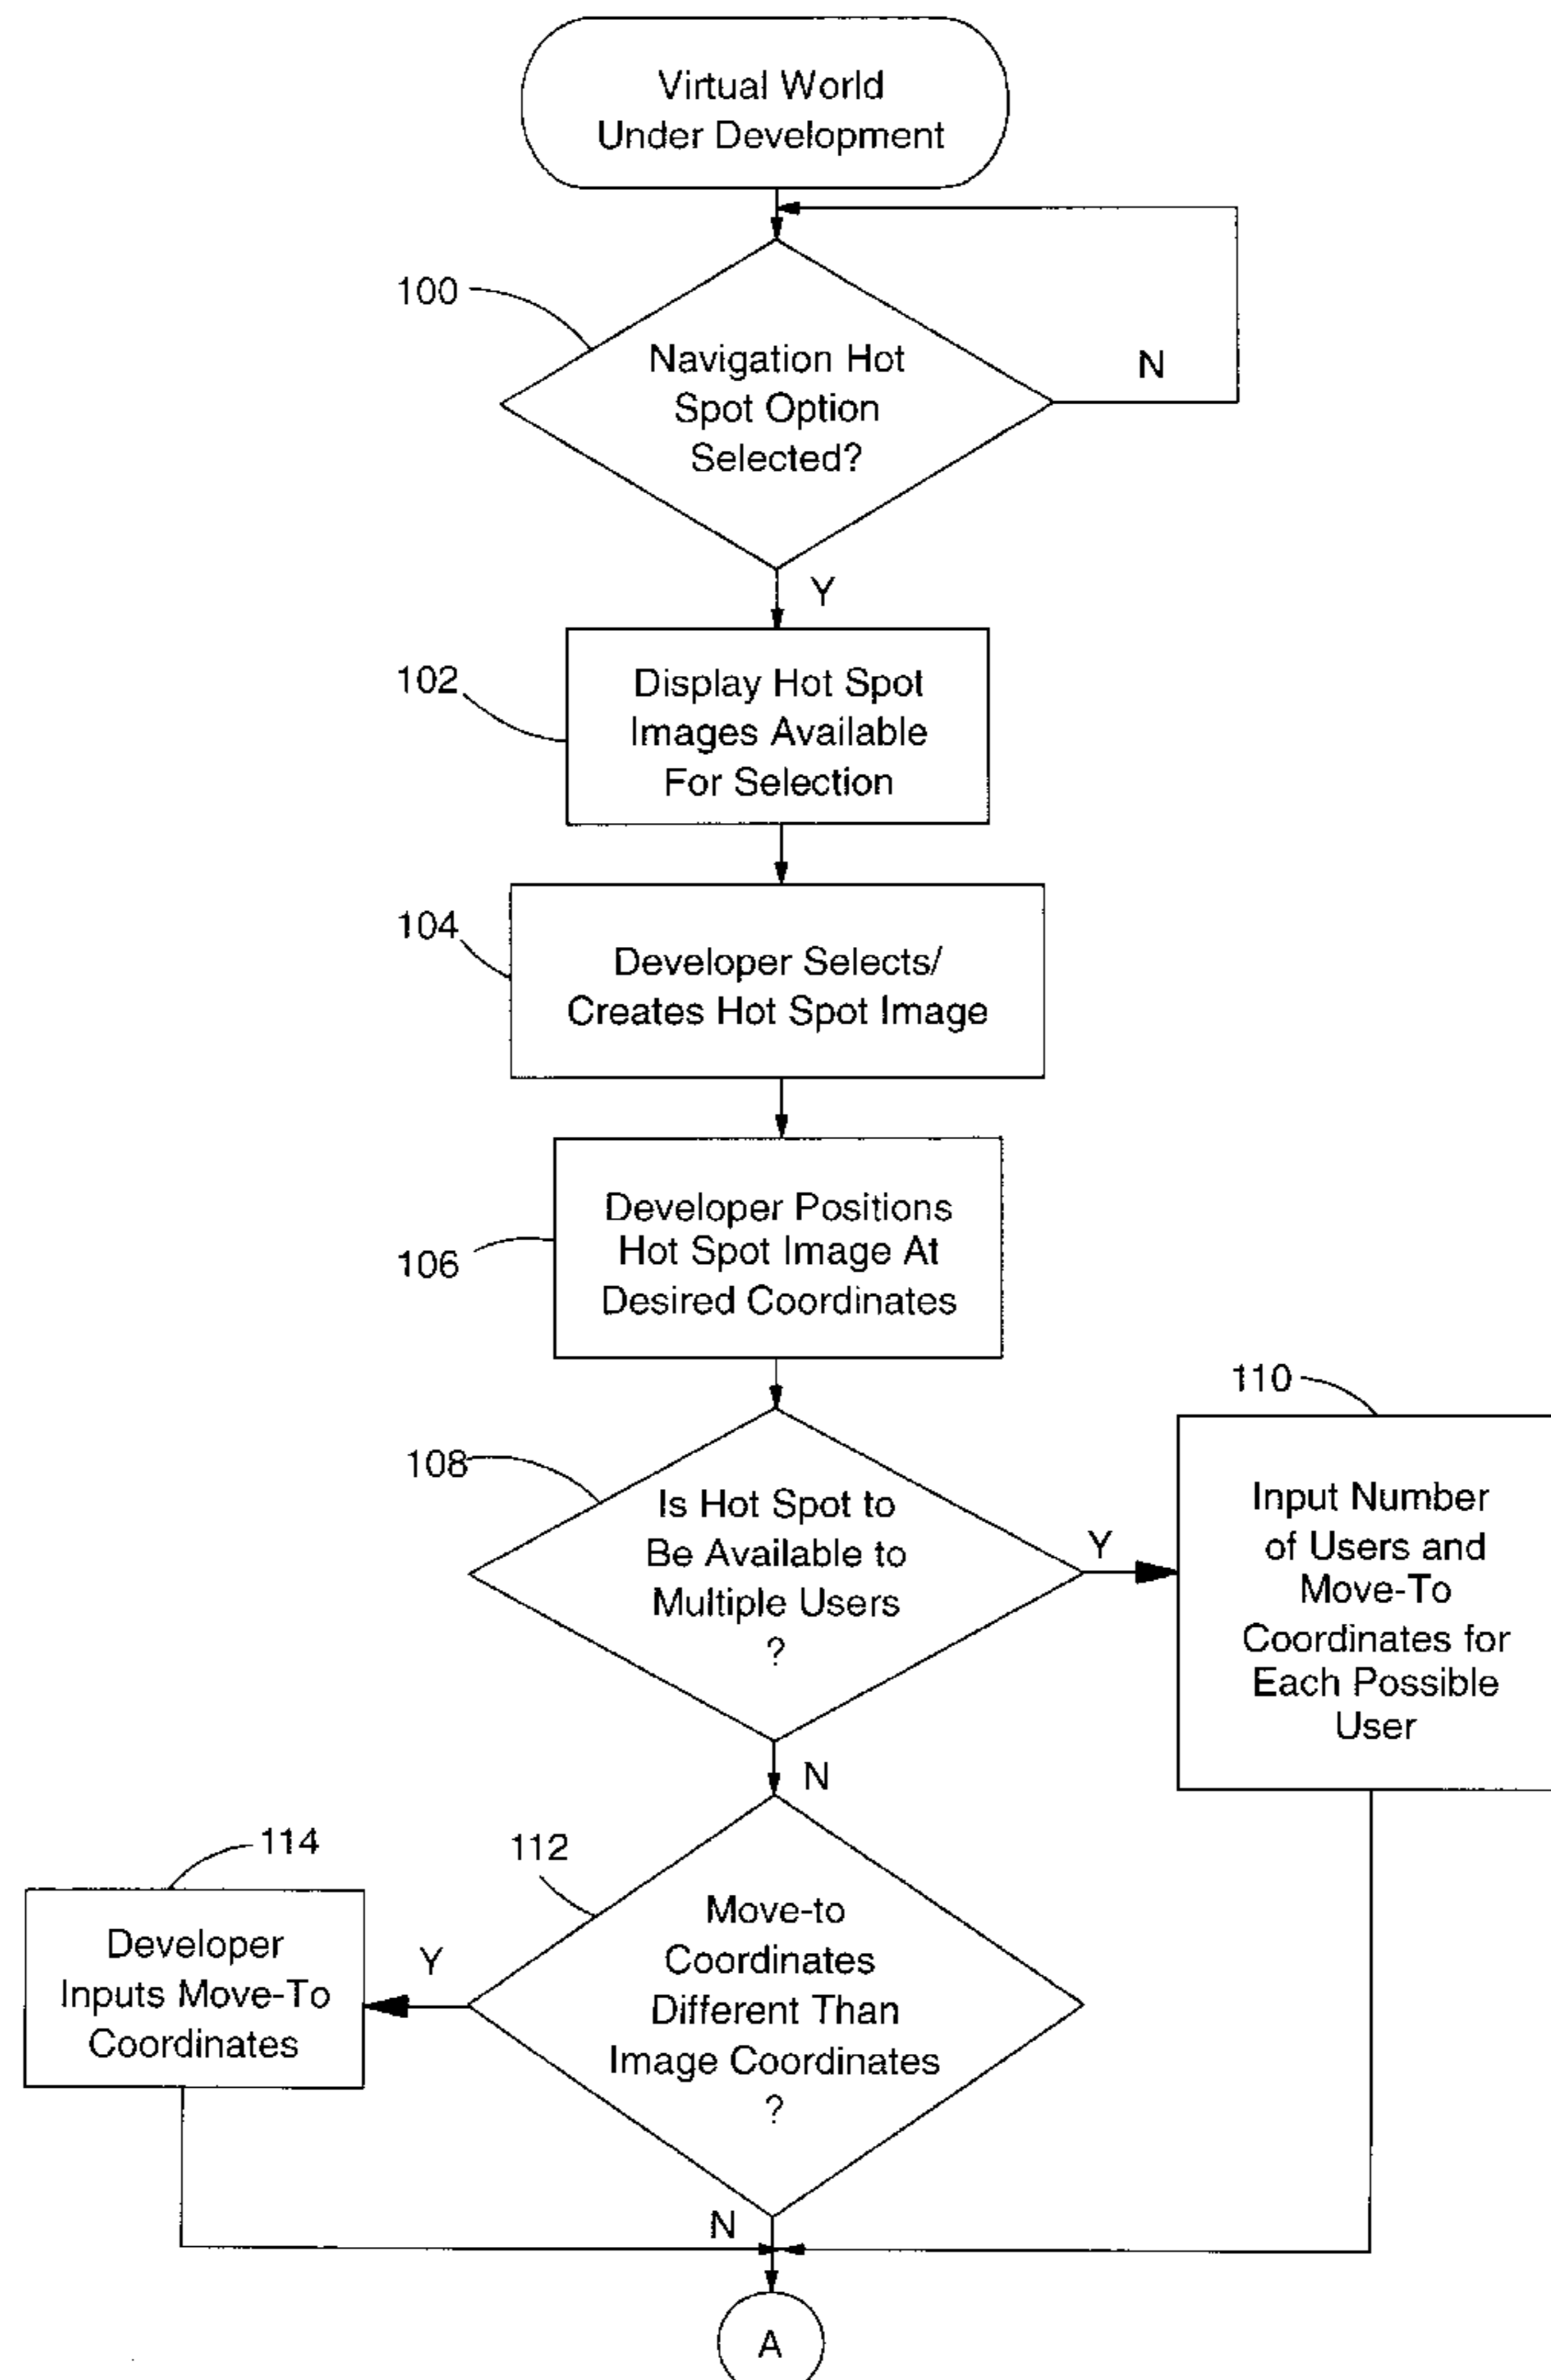 Virtual World
Under Development
100
Navigation Hot
Spot Option
Selected?
N
Y
102
Display Hot Spot
Images Available
For Selection
104
Developer Selects/
Creates Hot Spot Image
106
Developer Positions
Hot Spot Image At
Desired Coordinates
108
Is Hot Spot to
Be Available to
Multiple Users
?
Y
110
Input Number
of Users and
Move-To
Coordinates for
Each Possible
User
N
112
Move-to
Coordinates
Different Than
Image Coordinates
?
Y
114
Developer
Inputs Move-To
Coordinates
N
A